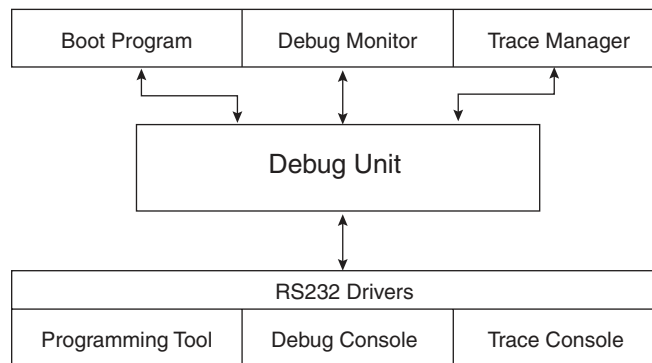 Boot Program
Debug Monitor
Trace Manager
Debug Unit
RS232 Drivers
Programming Tool
Debug Console
Trace Console